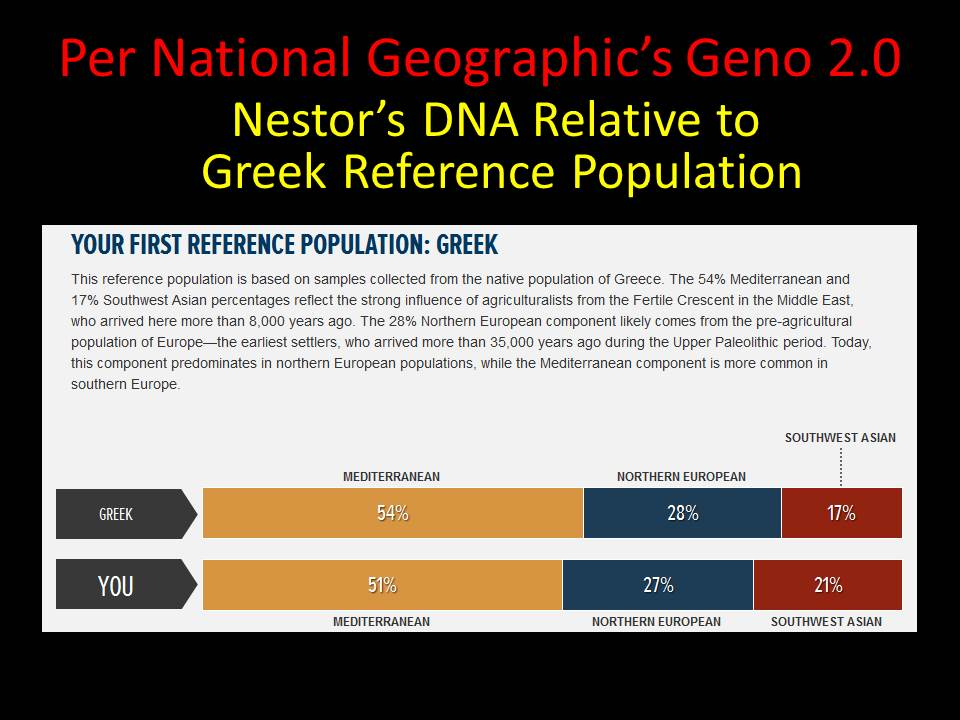 Per National Geographic’s Geno 2.0
Nestor’s DNA Relative to
Greek Reference Population
YOUR FIRST REFERENCE POPULATION: GREEK
This reference population is based on samples collected from the native population of Greece. The 54% Mediterranean and
17% Southwest Asian percentages reflect the strong influence of agriculturalists from the Fertile Crescent in the Middle East,
who arrived here more than 8,000 years ago. The 28% Northern European component likely comes from the pre-agricultural
population of Europe—the earliest settlers, who arrived more than 35,000 years ago during the Upper Paleolithic period. Today,
this component predominates in northern European populations, while the Mediterranean component is more common in
southern Europe.
SOUTHWEST ASIAN
MEDITERRANEAN NORTHERN EUROPEAN
GREEK 54% 28% 17%
YOU 51% 27% 21%
MEDITERRANEAN NORTHERN EUROPEAN SOUTHWEST ASIAN